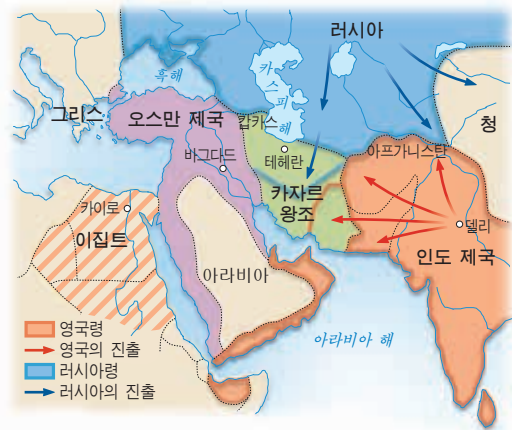 러시아
흑해
카스피해
청
그리스
오스만 제국
캅카스
바그다드
테헤란
아프가니스탄
카자르
왕조
카이로
이집트
델리
인도 제국
아라비아
아라비아 해
영국령
영국의 진출
러시아령
러시아의 진출